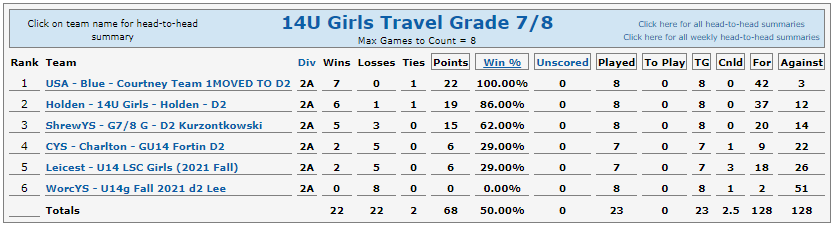 Click on team name for head-to-head
summary
14U Girls Travel Grade 7/8
Max Games to Count = 8
Click here for all head-to-head summaries
Click here for all weekly head-to-head summaries
Rank Team Div Wins Losses Ties Points Win % Unscored Played To Play TG Cnld For Against
1 USA - Blue - Courtney Team 1MOVED TO D2 2A 7 0 1 22 100.00% 0 8 0 8 0 42 3
2 Holden - 14U Girls - Holden - D2 2A 6 1 1 19 86.00% 0 8 0 8 0 37 12
3 ShrewYS - G7/8 G - D2 Kurzontkowski 2A 5 3 0 15 62.00% 0 8 0 8 0 20 14
4 CYS - Charlton - GU14 Fortin D2 2A 2 5 0 6 29.00% 0 7 0 7 1 9 22
5 Leicest - U14 LSC Girls (2021 Fall) 2A 2 5 0 6 29.00% 0 7 0 7 3 18 26
6 WorcYS - U14g Fall 2021 d2 Lee 2A 0 8 0 0 0.00% 0 8 0 8 1 2 51
Totals 22 22 2 68 50.00% 0 23 0 23 2.5 128 128